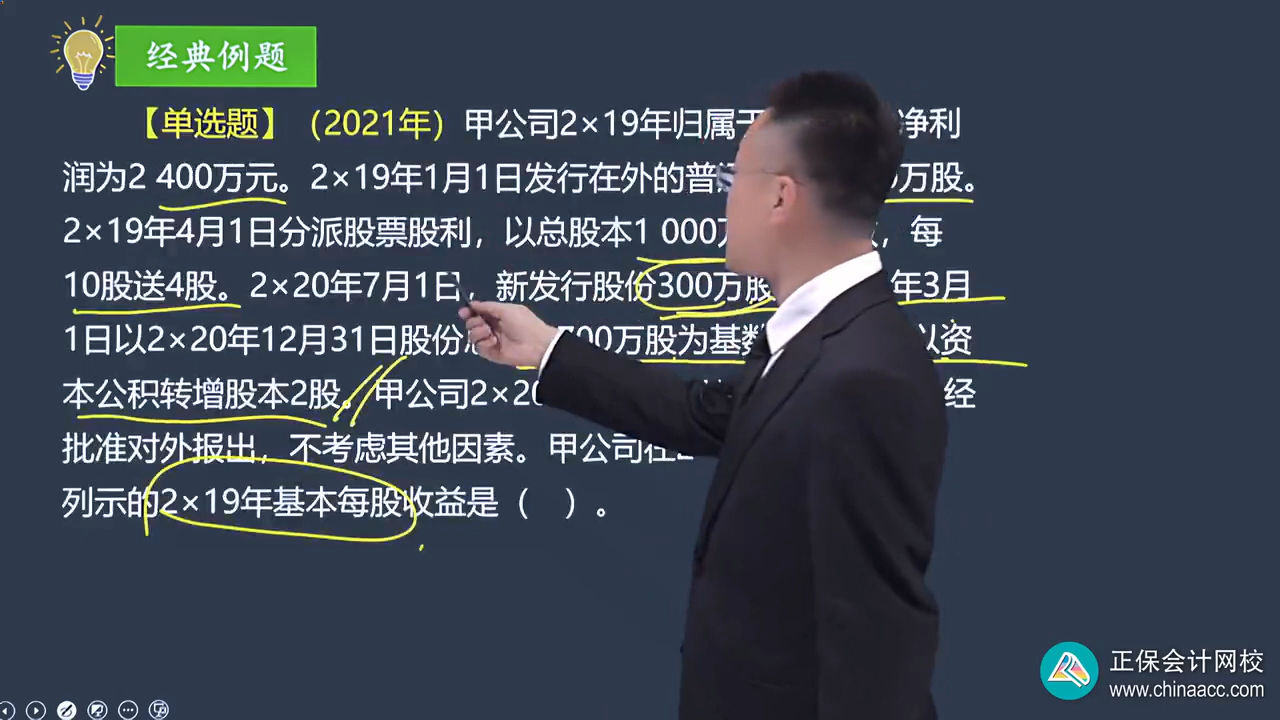 经典例题
【单选题】（2021年）甲公司2×19年归属于净利
润为2 400万元。2×19年1月1日发行在外的普万股。
2×19年4月1日分派股票股利，以总股本1 000，每
10股送4股。2×20年7月1日，新发行股份300万股年3月
1日以2×20年12月31日股份700万股为基数以资
本公积转增股本2股。甲公司2×20经
批准对外报出，不考虑其他因素。甲公司在2
列示的2×19年基本每股收益是（ ）。
正保会计网校
www.chinaacc.com